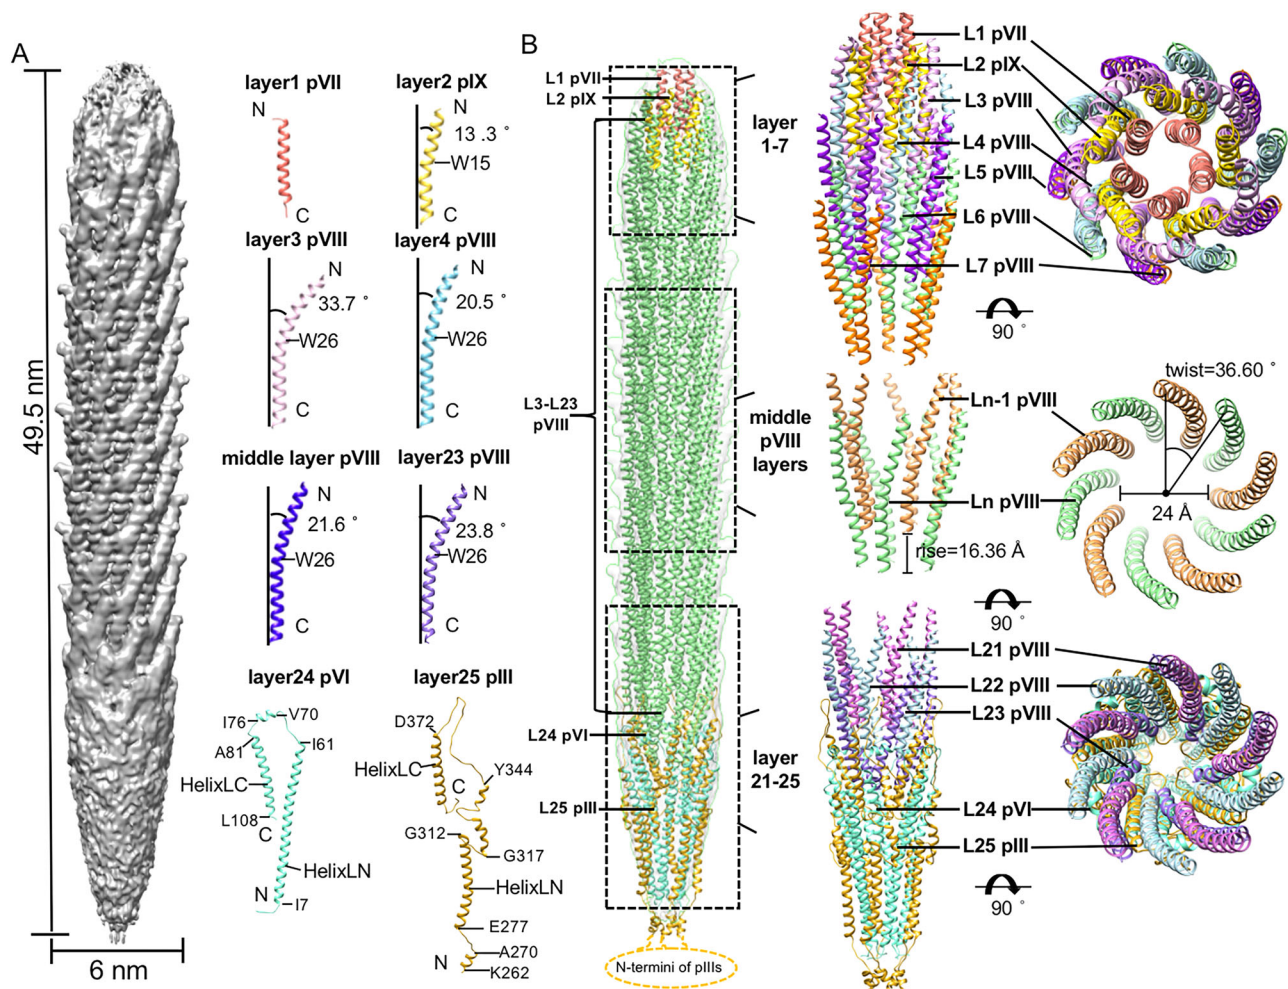 A
49.5 nm
6 nm
layer1 pVII
N
C
layer2 pIX
N
13.3 °
W15
C
layer3 pVIII
N
33.7 °
W26
C
layer4 pVIII
N
20.5 °
W26
C
middle layer pVIII
N
21.6 °
W26
C
layer23 pVIII
N
23.8 °
W26
C
layer24 pVI
I76
V70
A81
I61
HelixLC
L108
C
HelixLN
N
I7
layer25 pIII
D372
HelixLC
C
Y344
G312
G317
HelixLN
E277
A270
N
K262
B
L1 pVII
L2 pIX
L3-L23
pVIII
L24 pVI
L25 pIII
N-termini of pIIIs
layer
1-7
middle
pVIII
layers
layer
21-25
L1 pVII
L2 pIX
L3 pVIII
L4 pVIII
L5 pVIII
L6 pVIII
L7 pVIII
90 °
twist=36.60 °
Ln-1 pVIII
Ln pVIII
24 Å
rise=16.36 Å
90 °
L21 pVIII
L22 pVIII
L23 pVIII
L24 pVI
L25 pIII
90 °